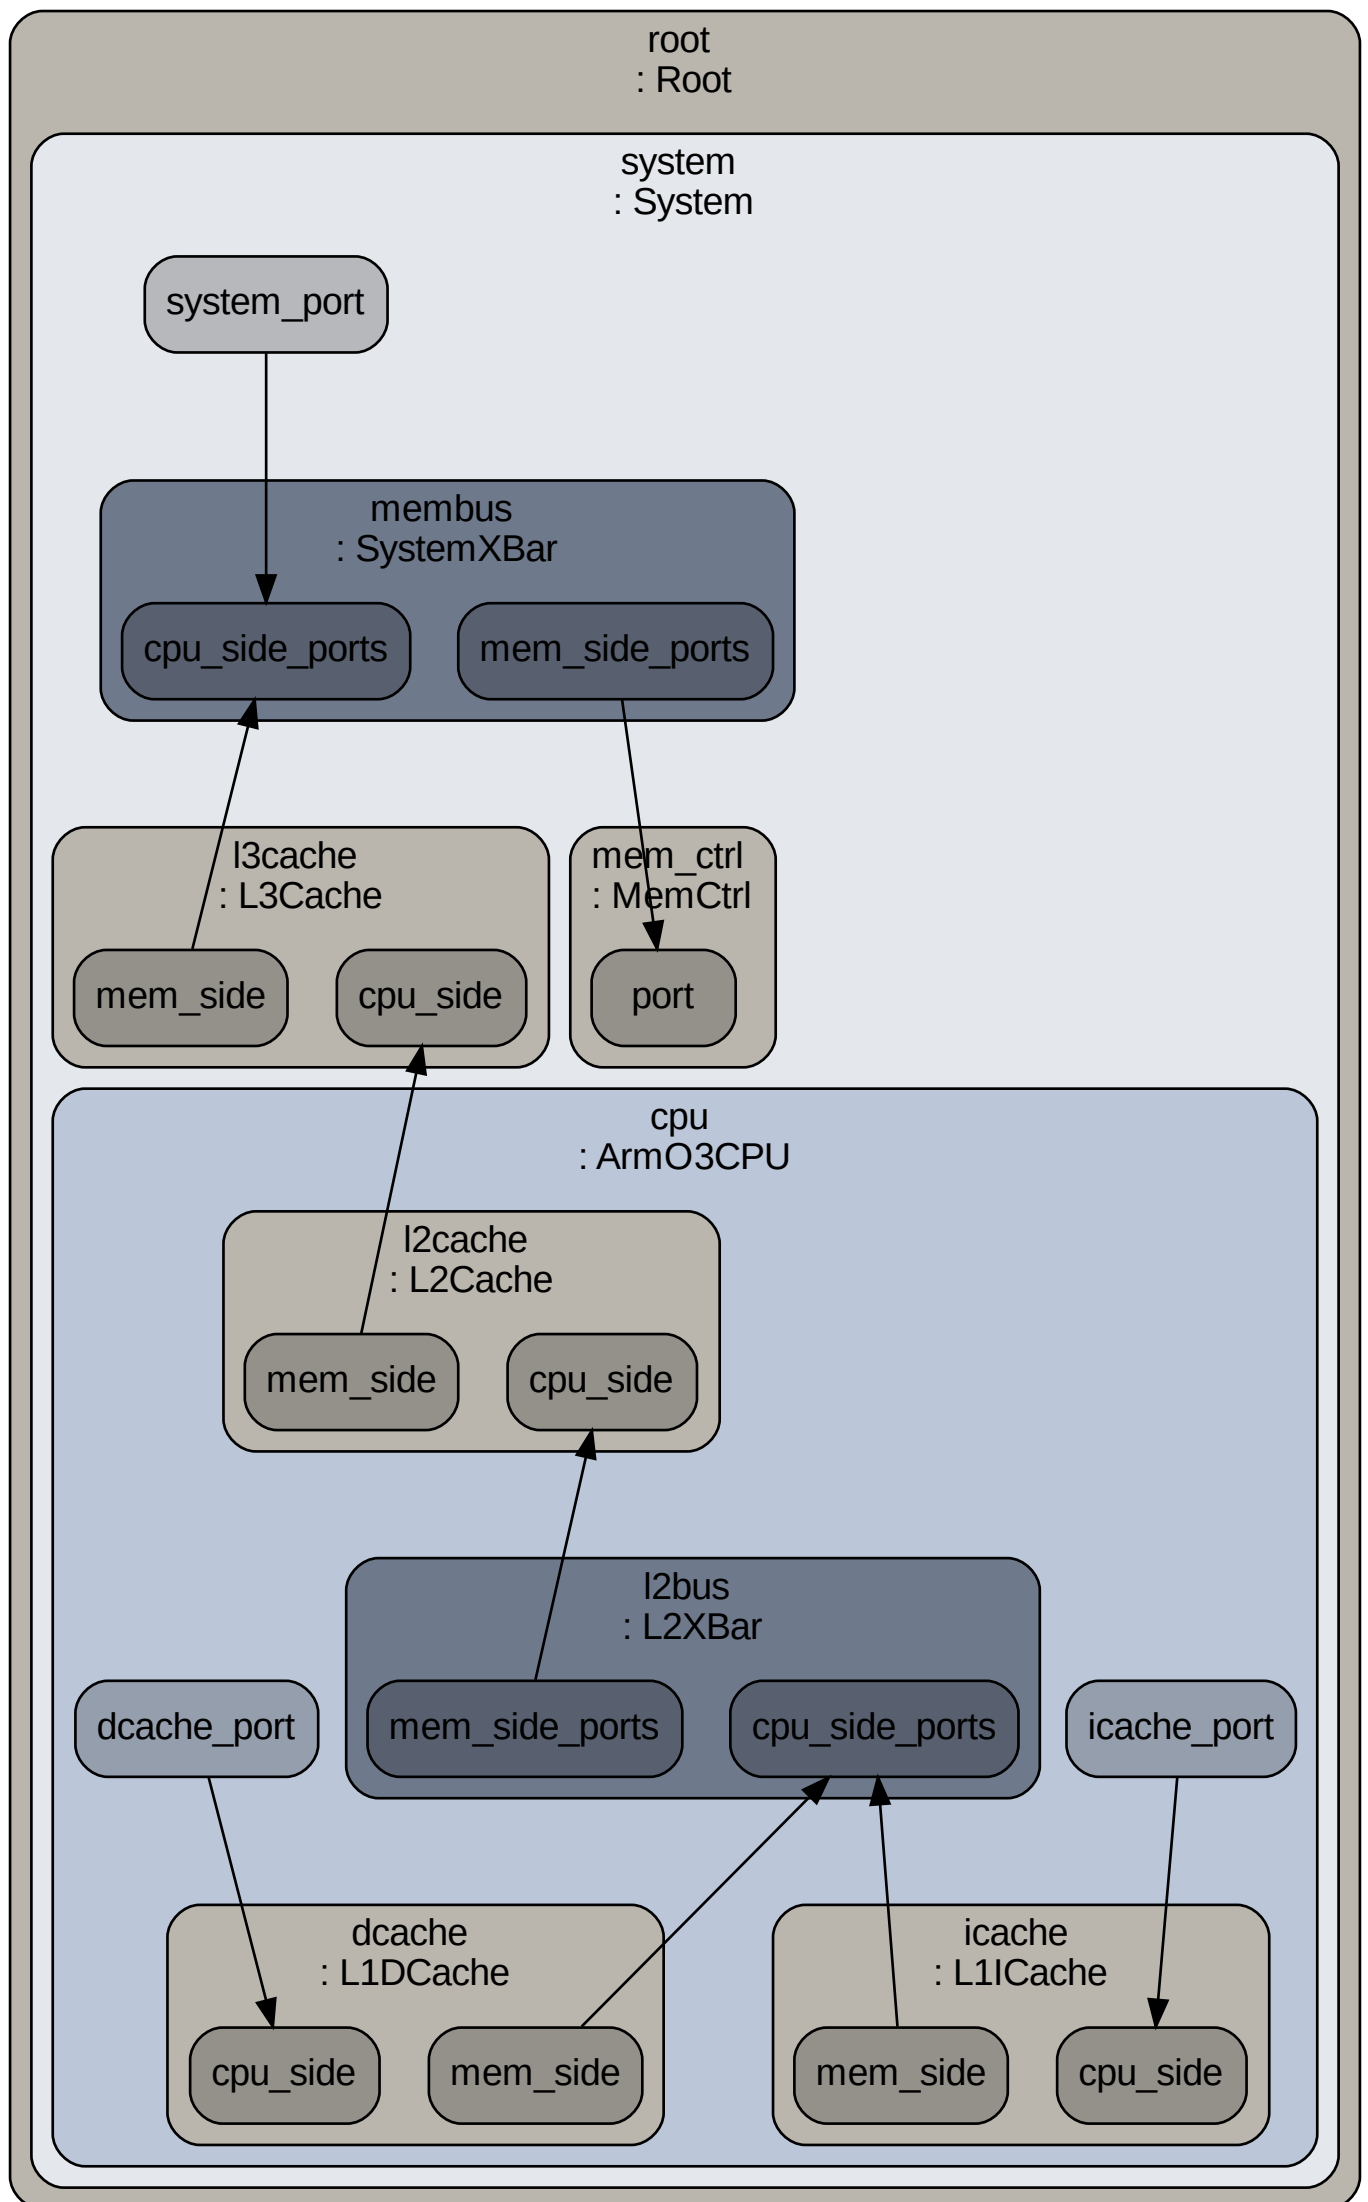 root
: Root
system
: System
system_port
membus
: SystemXBar
cpu_side_ports
mem_side_ports
l3cache
: L3Cache
mem_side
cpu_side
mem_ctrl
: MemCtrl
port
cpu
: ArmO3CPU
l2cache
: L2Cache
mem_side
cpu_side
l2bus
: L2XBar
dcache_port
mem_side_ports
cpu_side_ports
icache_port
dcache
: L1DCache
cpu_side
mem_side
icache
: L1ICache
mem_side
cpu_side